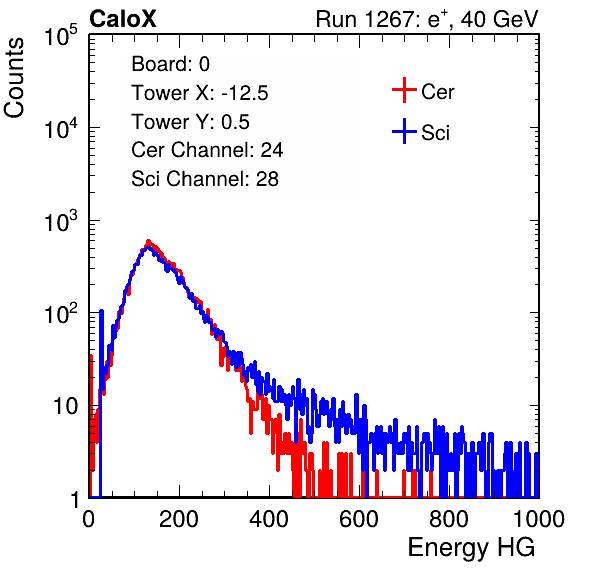 CaloX Run 1267: e⁺, 40 GeV
Board: 0
Tower X: -12.5
Tower Y: 0.5
Cer Channel: 24
Sci Channel: 28
Cer
Sci
Counts
10⁵
10⁴
10³
10²
10
1
0 200 400 600 800 1000
Energy HG